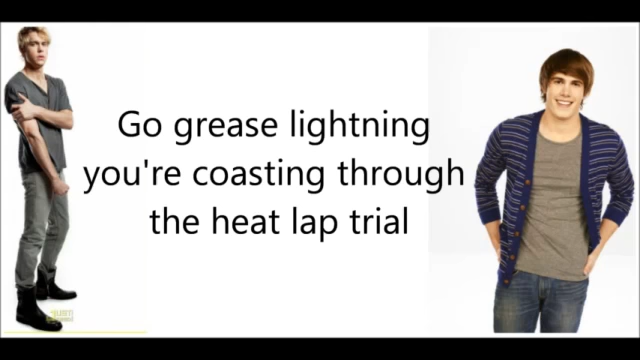 Go grease lightning
you're coasting through
the heat lap trial